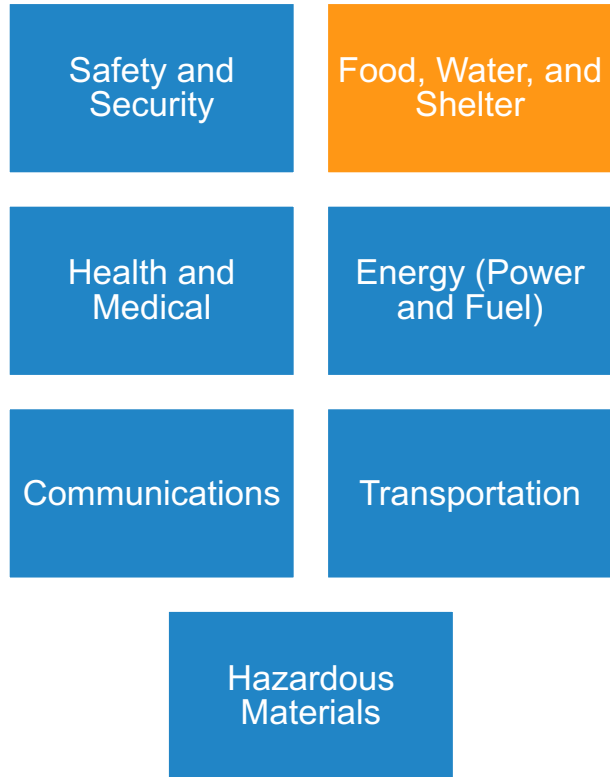 Safety and
Security
Food, Water, and
Shelter
Health and
Medical
Energy (Power
and Fuel)
Communications
Transportation
Hazardous
Materials